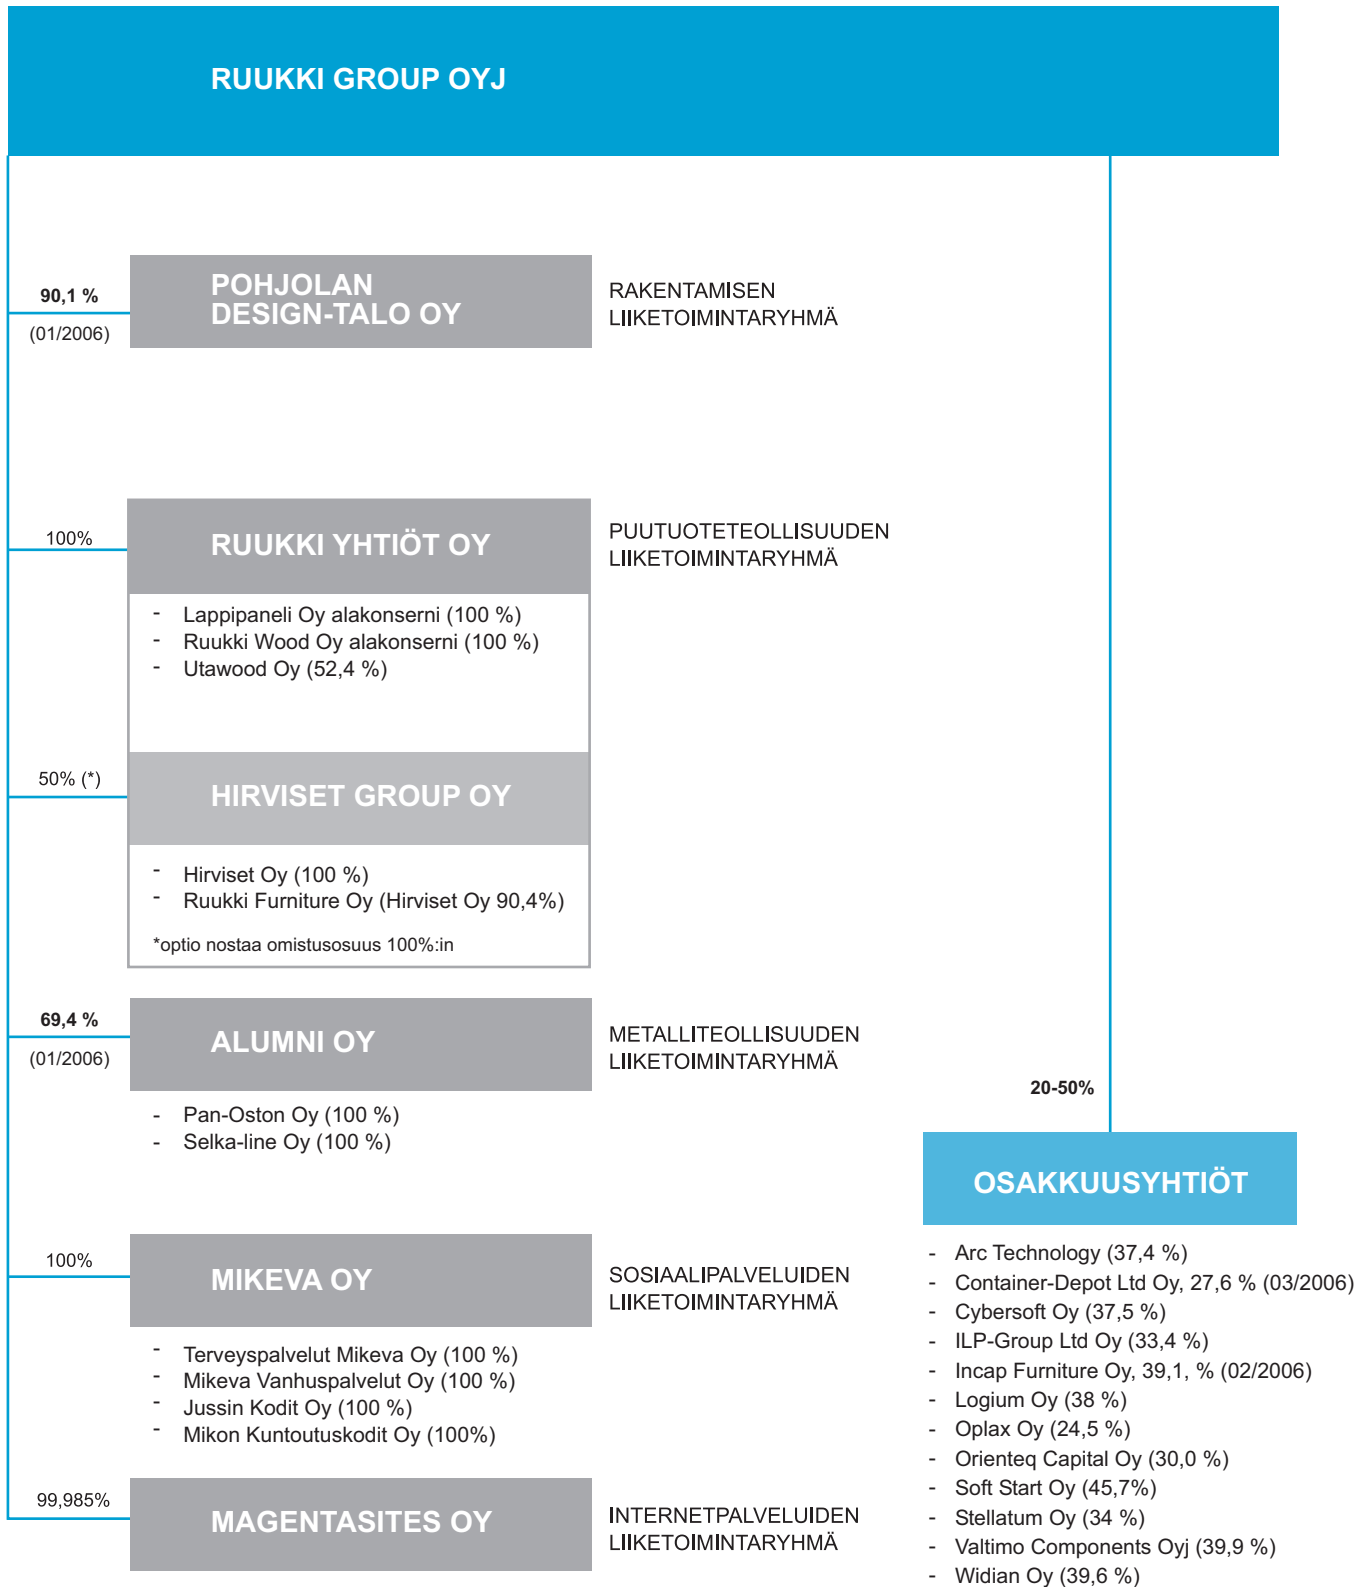 RUUKKI GROUP OYJ
90,1 %
(01/2006)
POHJOLAN
DESIGN-TALO OY
RAKENTAMISEN
LIIKETOIMINTARYHMÄ
100%
RUUKKI YHTIÖT OY
PUUTUOTETEOLLISUUDEN
LIIKETOIMINTARYHMÄ
- Lappipaneli Oy alakonserni (100 %)
- Ruukki Wood Oy alakonserni (100 %)
- Utawood Oy (52,4 %)
50% (*)
HIRVISET GROUP OY
- Hirviset Oy (100 %)
- Ruukki Furniture Oy (Hirviset Oy 90,4%)
*optio nostaa omistusosuus 100%:in
69,4 %
(01/2006)
ALUMNI OY
METALLITEOLLISUUDEN
LIIKETOIMINTARYHMÄ
- Pan-Oston Oy (100 %)
- Selka-line Oy (100 %)
100%
MIKEVA OY
SOSIAALIPALVELUIDEN
LIIKETOIMINTARYHMÄ
- Terveyspalvelut Mikeva Oy (100 %)
- Mikeva Vanhuspalvelut Oy (100 %)
- Jussin Kodit Oy (100 %)
- Mikon Kuntoutuskodit Oy (100%)
99,985%
MAGENTASITES OY
INTERNETPALVELUIDEN
LIIKETOIMINTARYHMÄ
20-50%
OSAKKUUSYHTIÖT
- Arc Technology (37,4 %)
- Container-Depot Ltd Oy, 27,6 % (03/2006)
- Cybersoft Oy (37,5 %)
- ILP-Group Ltd Oy (33,4 %)
- Incap Furniture Oy, 39,1, % (02/2006)
- Logium Oy (38 %)
- Oplax Oy (24,5 %)
- Orienteq Capital Oy (30,0 %)
- Soft Start Oy (45,7%)
- Stellatum Oy (34 %)
- Valtimo Components Oyj (39,9 %)
- Widian Oy (39,6 %)